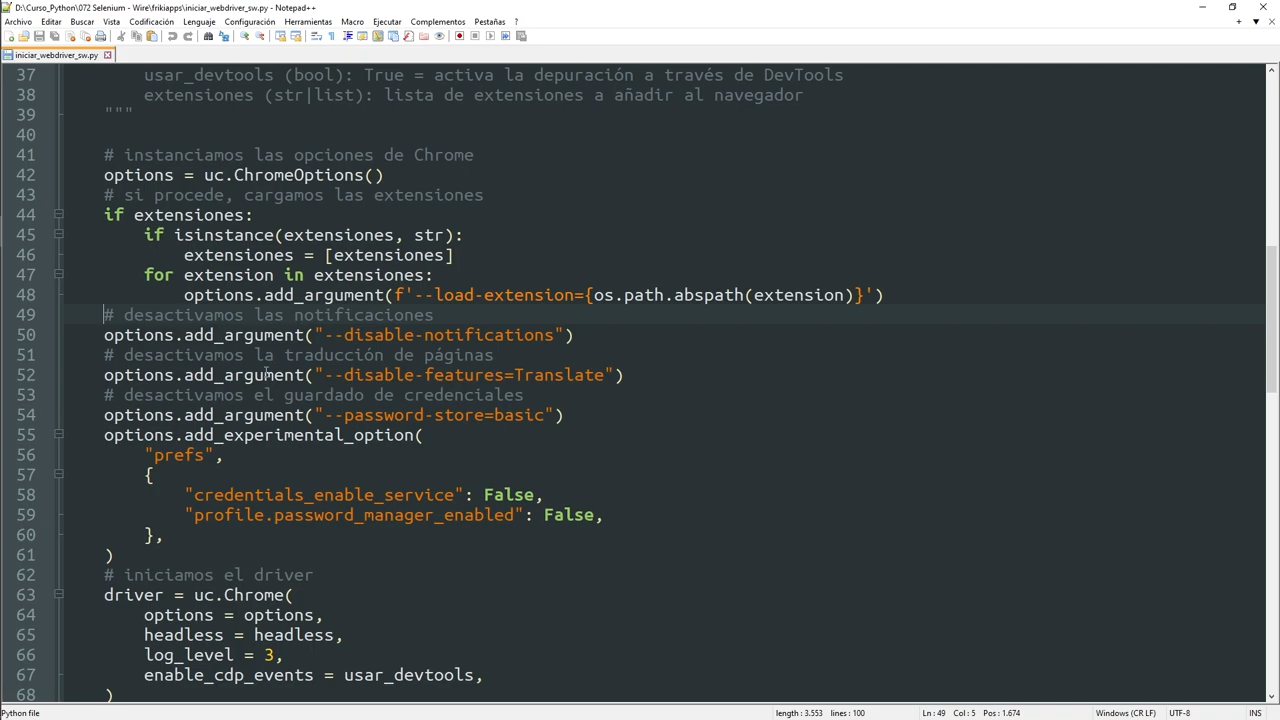 D:\Curso_Python\072 Selenium - Wire\frikiapps\iniciar_webdriver_sw.py - Notepad++
Archivo Editar Buscar Vista Codificación Lenguaje Configuración Herramientas Macro Ejecutar Complementos Pestañas ?
iniciar_webdriver_sw.py
37 usar_devtools (bool): True = activa la depuración a través de DevTools
38 extensiones (str|list): lista de extensiones a añadir al navegador
39 """
40
41 # instanciamos las opciones de Chrome
42 options = uc.ChromeOptions()
43 # si procede, cargamos las extensiones
44 if extensiones:
45 if isinstance(extensiones, str):
46 extensiones = [extensiones]
47 for extension in extensiones:
48 options.add_argument(f'--load-extension={os.path.abspath(extension)}')
49 # desactivamos las notificaciones
50 options.add_argument("--disable-notifications")
51 # desactivamos la traducción de páginas
52 options.add_argument("--disable-features=Translate")
53 # desactivamos el guardado de credenciales
54 options.add_argument("--password-store=basic")
55 options.add_experimental_option(
56 "prefs",
57 {
58 "credentials_enable_service": False,
59 "profile.password_manager_enabled": False,
60 },
61 )
62 # iniciamos el driver
63 driver = uc.Chrome(
64 options = options,
65 headless = headless,
66 log_level = 3,
67 enable_cdp_events = usar_devtools,
68 )
Python file length : 3.553 lines : 100 Ln : 49 Col : 5 Pos : 1.674 Windows (CR LF) UTF-8 INS